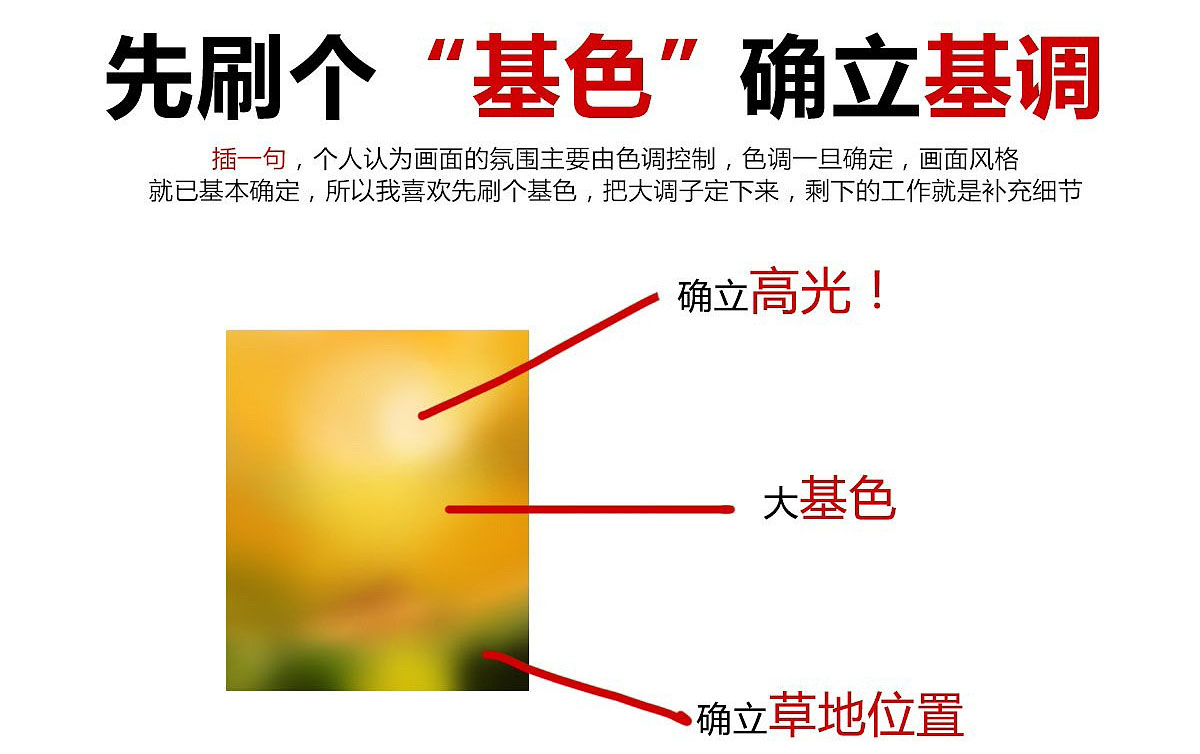 先刷个“基色”确立基调
插一句，个人认为画面的氛围主要由色调控制，色调一旦确定，画面风格
就已基本确定，所以我喜欢先刷个基色，把大调子定下来，剩下的工作就是补充细节
确立高光！
大基色
确立草地位置